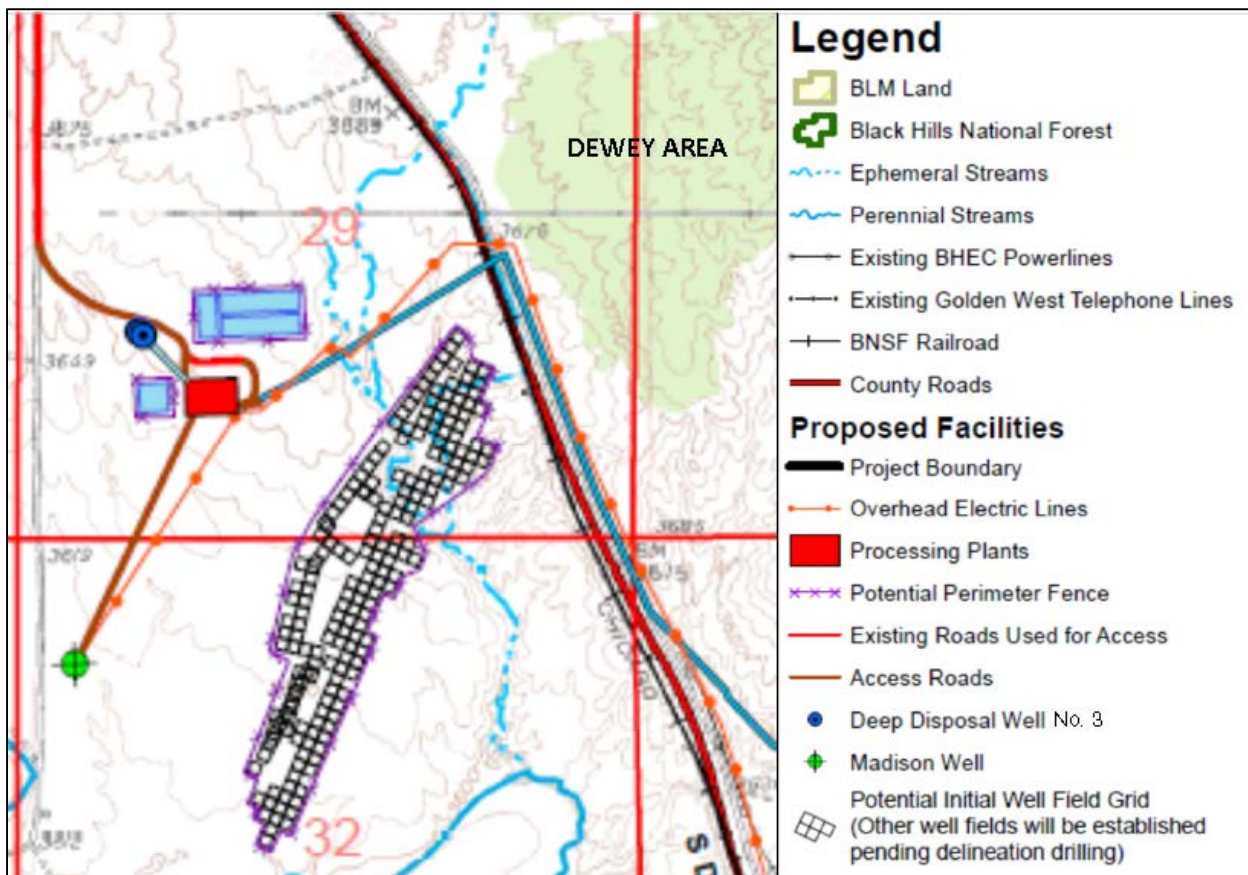 BM
3889
3675
DEWEY AREA
29
3649
3685
BM
CHICAGO
32
S D
Legend
BLM Land
Black Hills National Forest
Ephemeral Streams
Perennial Streams
Existing BHEC Powerlines
Existing Golden West Telephone Lines
BNSF Railroad
County Roads
Proposed Facilities
Project Boundary
Overhead Electric Lines
Processing Plants
Potential Perimeter Fence
Existing Roads Used for Access
Access Roads
Deep Disposal Well No. 3
Madison Well
Potential Initial Well Field Grid
(Other well fields will be established
pending delineation drilling)